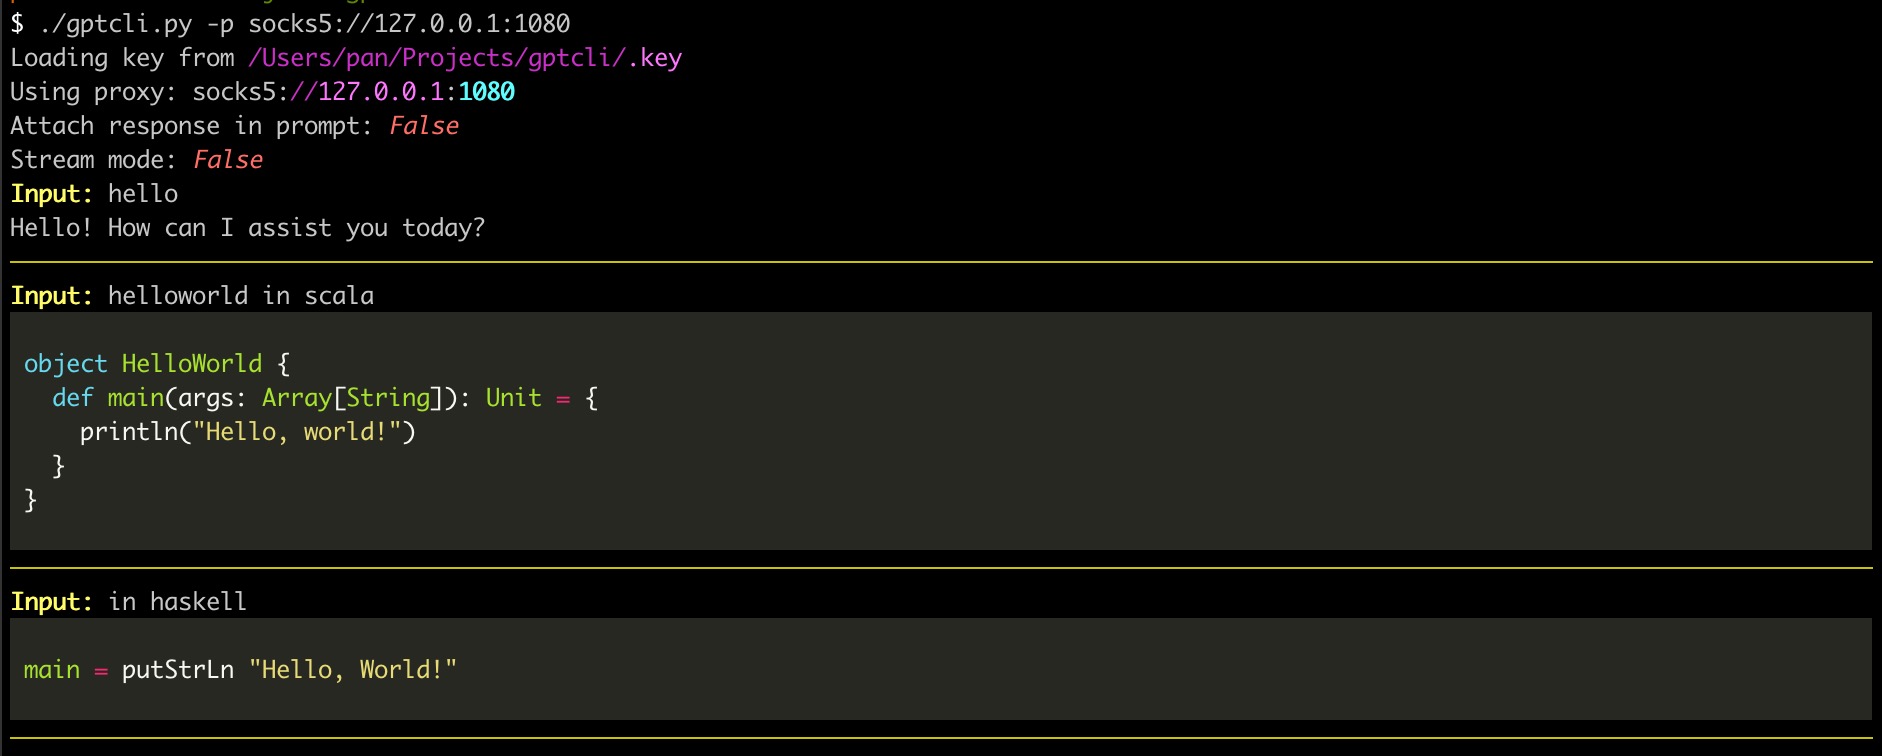 $ ./gptcli.py -p socks5://127.0.0.1:1080
Loading key from /Users/pan/Projects/gptcli/.key
Using proxy: socks5://127.0.0.1:1080
Attach response in prompt: False
Stream mode: False
Input: hello
Hello! How can I assist you today?
Input: helloworld in scala
object HelloWorld {
  def main(args: Array[String]): Unit = {
    println("Hello, world!")
  }
}
Input: in haskell
main = putStrLn "Hello, World!"